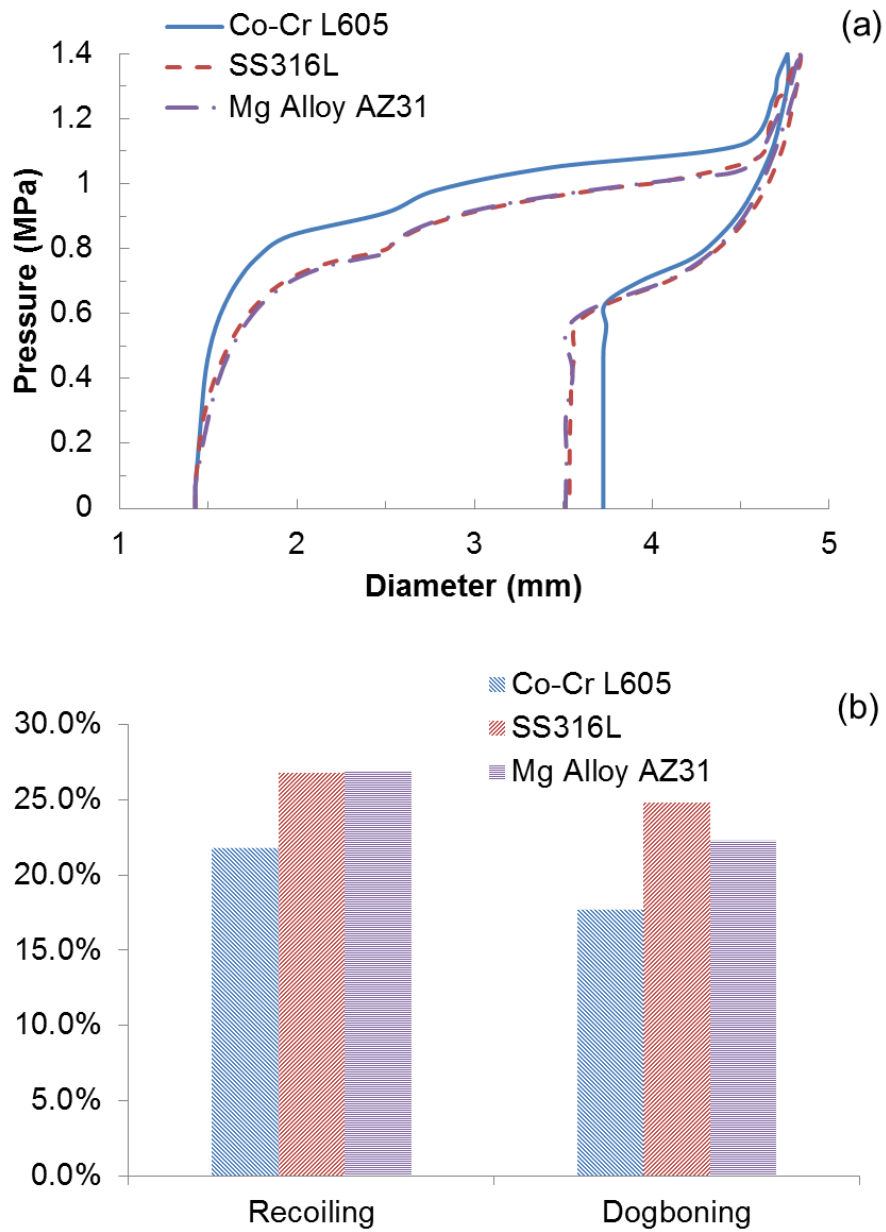 Co-Cr L605
SS316L
Mg Alloy AZ31
(a)
1.4
1.2
1
0.8
0.6
0.4
0.2
0
Pressure (MPa)
1 2 3 4 5
Diameter (mm)
Co-Cr L605
SS316L
Mg Alloy AZ31
(b)
30.0%
25.0%
20.0%
15.0%
10.0%
5.0%
0.0%
Recoiling Dogboning